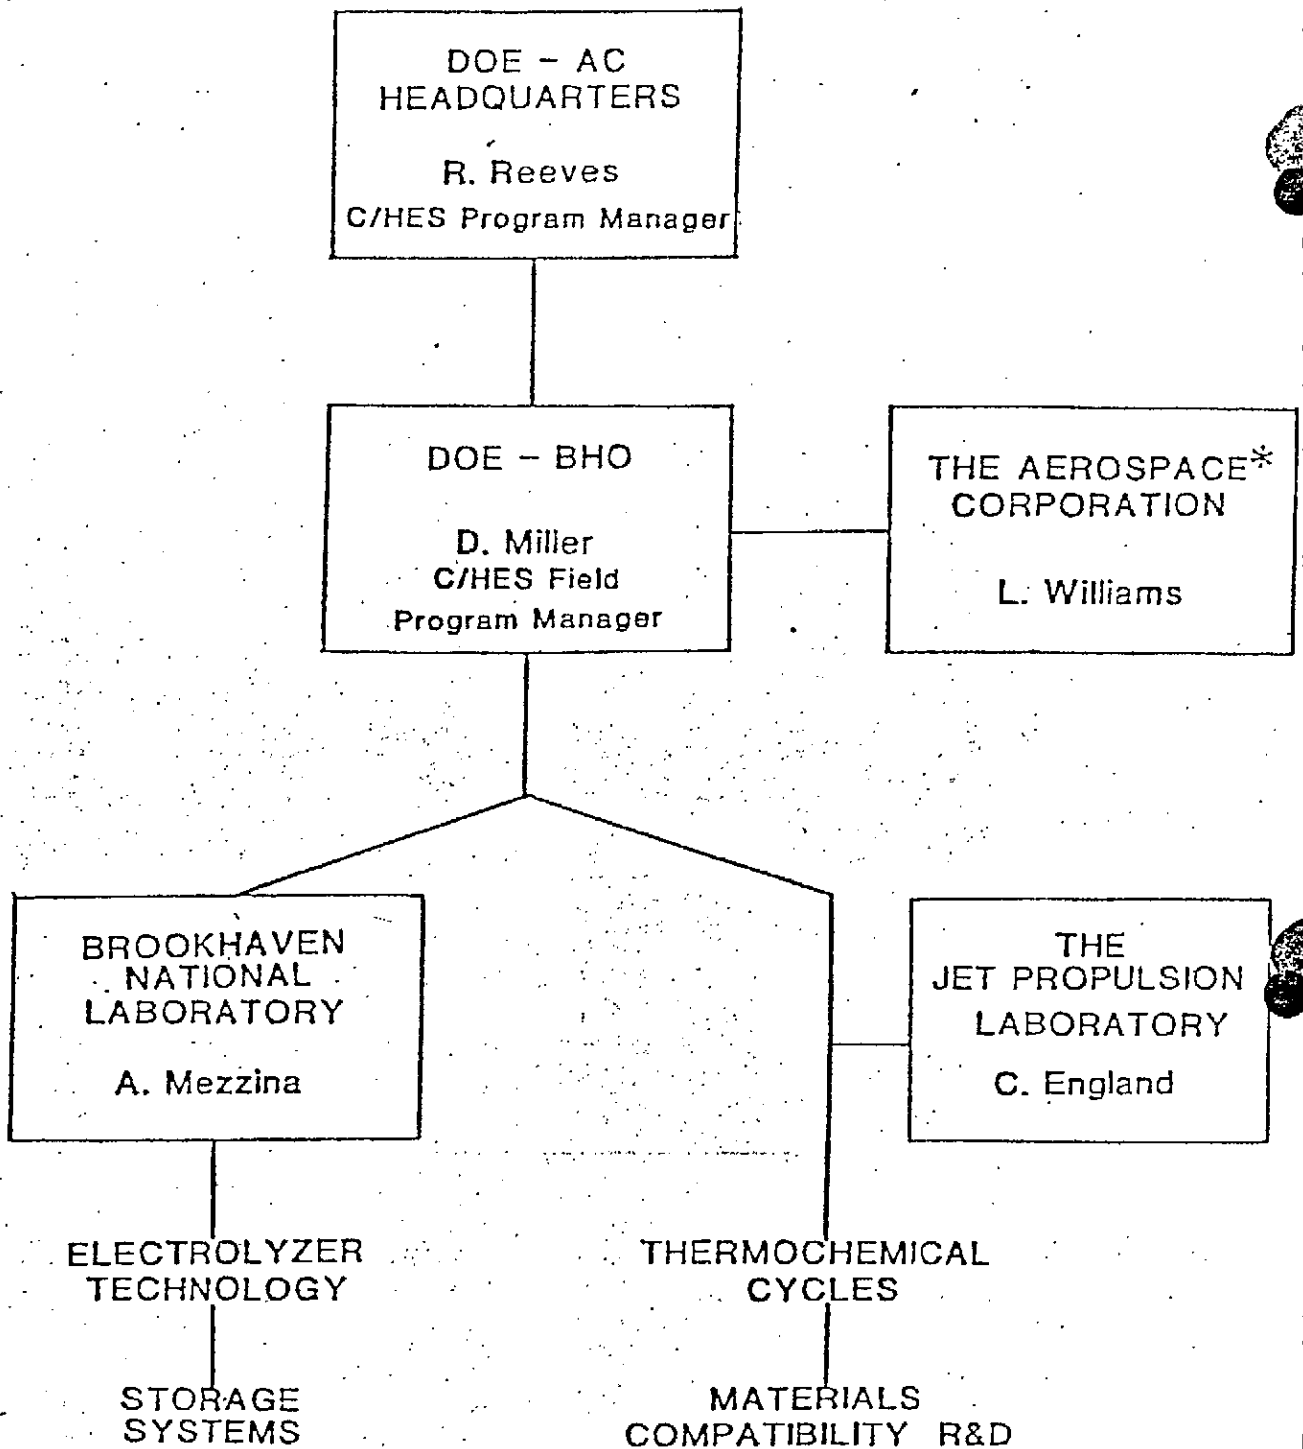 DOE - AC
HEADQUARTERS
R. Reeves
C/HES Program Manager
DOE - BHO
D. Miller
C/HES Field
Program Manager
THE AEROSPACE*
CORPORATION
L. Williams
BROOKHAVEN
NATIONAL
LABORATORY
A. Mezzina
THE
JET PROPULSION
LABORATORY
C. England
ELECTROLYZER
TECHNOLOGY
THERMOCHEMICAL
CYCLES
STORAGE
SYSTEMS
MATERIALS
COMPATIBILITY R&D